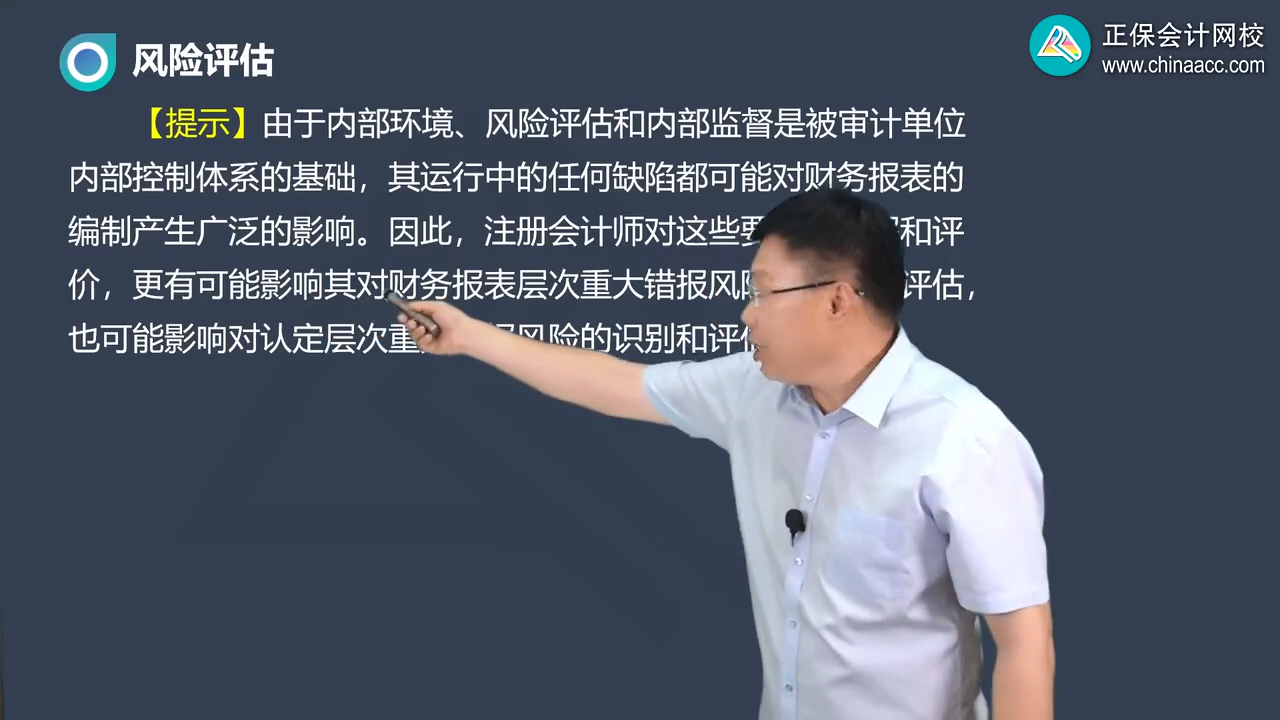 风险评估
正保会计网校
www.chinaacc.com
【提示】由于内部环境、风险评估和内部监督是被审计单位
内部控制体系的基础，其运行中的任何缺陷都可能对财务报表的
编制产生广泛的影响。因此，注册会计师对这些要和评
价，更有可能影响其对财务报表层次重大错报风险评估，
也可能影响对认定层次重风险的识别和评估